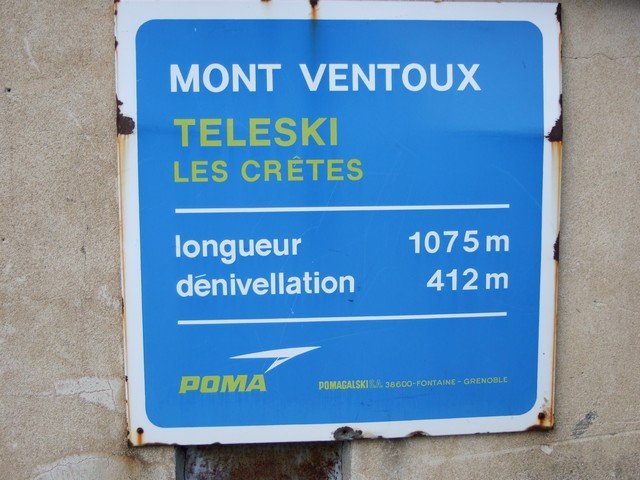 MONT VENTOUX
TELESKI
LES CRÊTES
longueur 1075 m
dénivellation 412 m
POMA
POMAGALSKI S.A. 38600-FONTAINE - GRENOBLE